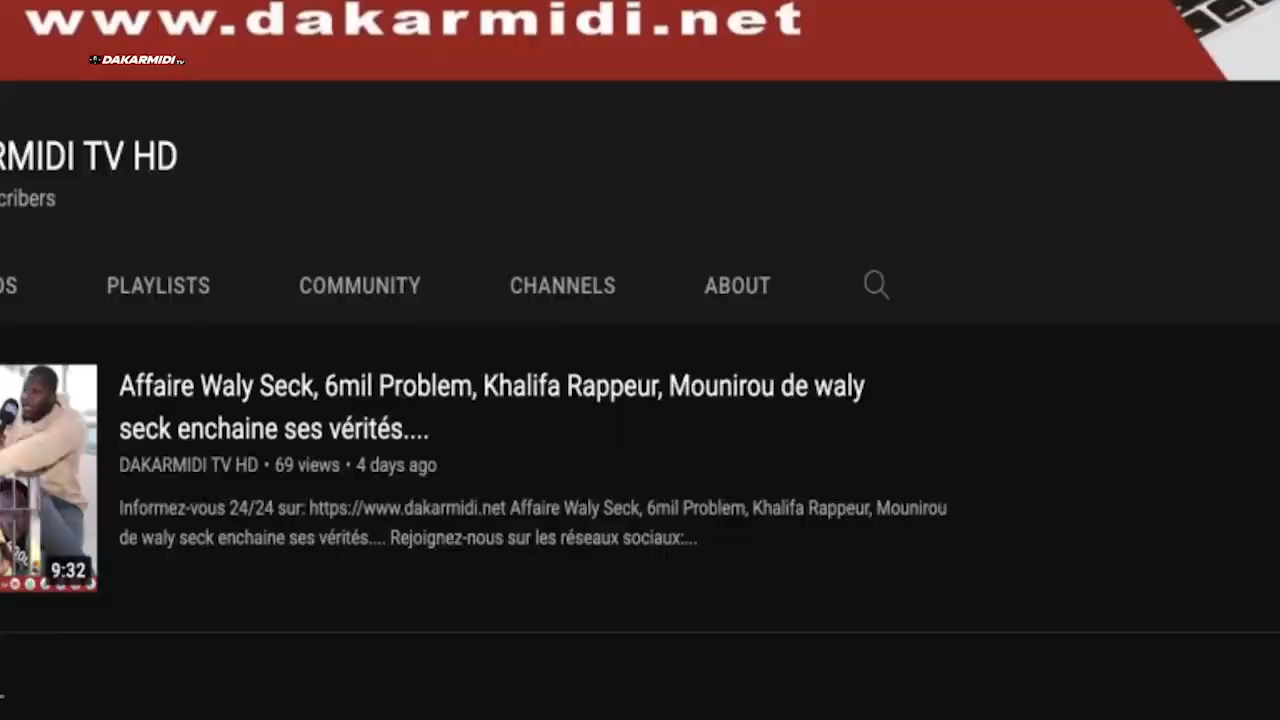 www.dakarmidi.net
DAKARMIDI TV
RMIDI TV HD
cribers
OS PLAYLISTS COMMUNITY CHANNELS ABOUT
Affaire Waly Seck, 6mil Problem, Khalifa Rappeur, Mounirou de waly
seck enchaine ses vérités....
DAKARMIDI TV HD • 69 views • 4 days ago
Informez-vous 24/24 sur: https://www.dakarmidi.net Affaire Waly Seck, 6mil Problem, Khalifa Rappeur, Mounirou
de waly seck enchaine ses vérités.... Rejoignez-nous sur les réseaux sociaux:...
9:32